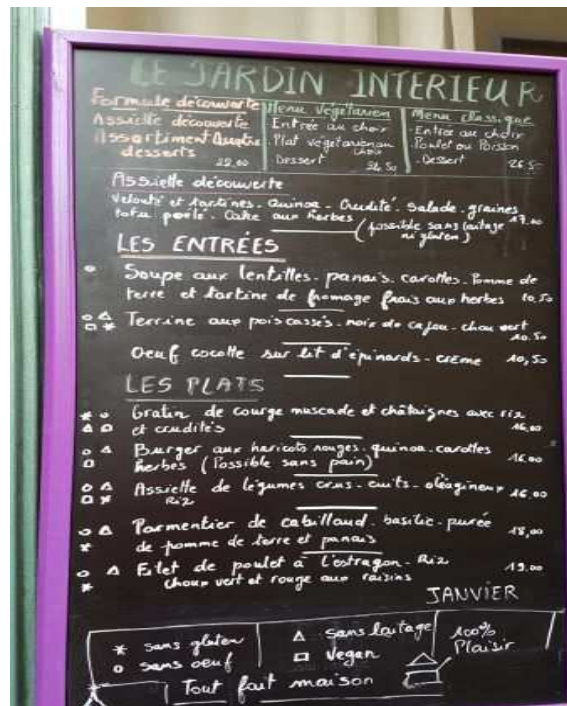 LE JARDIN INTERIEUR
Formule découverte
Assiette découverte
Assortiment Quatre
desserts
22.00
Menu Végétarien
Entrée au choix
Plat végétarien au
choix
Dessert 24,50
Menu Classique
- Entrée au choix
- Poulet ou Poisson
- Dessert 26,50
Assiette découverte
Velouté et tartines - Quinoa - Crudité. Salade - graines
tofu poêlé - Cake aux herbes 17.00
(possible sans laitage
ni gluten)
LES ENTRÉES
o Soupe aux lentilles - panais - carottes - Pomme de
terre et tartine de fromage frais aux herbes 10,50
o △
□ * Terrine aux pois cassés - noix de cajou - chou vert
10.50
Oeuf cocotte sur lit d'épinards - crème 10,50
LES PLATS
* o Gratin de courge muscade et châtaignes avec riz
△ □ et crudités 16.00
o △ Burger aux haricots rouges - quinoa - carottes
□ herbes (Possible sans pain) 16.00
o △ Assiette de légumes crus - cuits - oléagineux 16.00
□ * Riz
o △ Parmentier de cabillaud - basilic - purée
* de pomme de terre et panais 18,00
o △ Filet de poulet à l'estragon - Riz 19.00
* choux vert et rouge aux raisins
JANVIER
* sans gluten
o sans oeuf
△ sans laitage
□ Vegan
100%
Plaisir
Tout fait maison